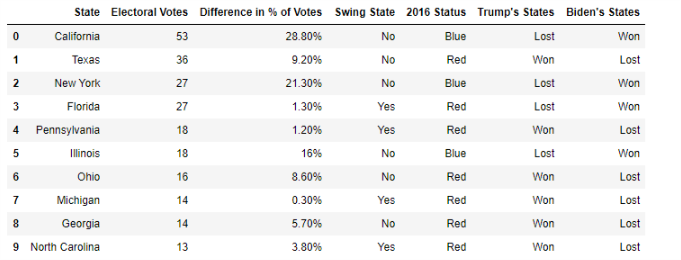 State Electoral Votes Difference in % of Votes Swing State 2016 Status Trump's States Biden's States
0 California 53 28.80% No Blue Lost Won
1 Texas 36 9.20% No Red Won Lost
2 New York 27 21.30% No Blue Lost Won
3 Florida 27 1.30% Yes Red Won Lost
4 Pennsylvania 18 1.20% Yes Red Won Lost
5 Illinois 18 16% No Blue Lost Won
6 Ohio 16 8.60% No Red Won Lost
7 Michigan 14 0.30% Yes Red Won Lost
8 Georgia 14 5.70% No Red Won Lost
9 North Carolina 13 3.80% Yes Red Won Lost